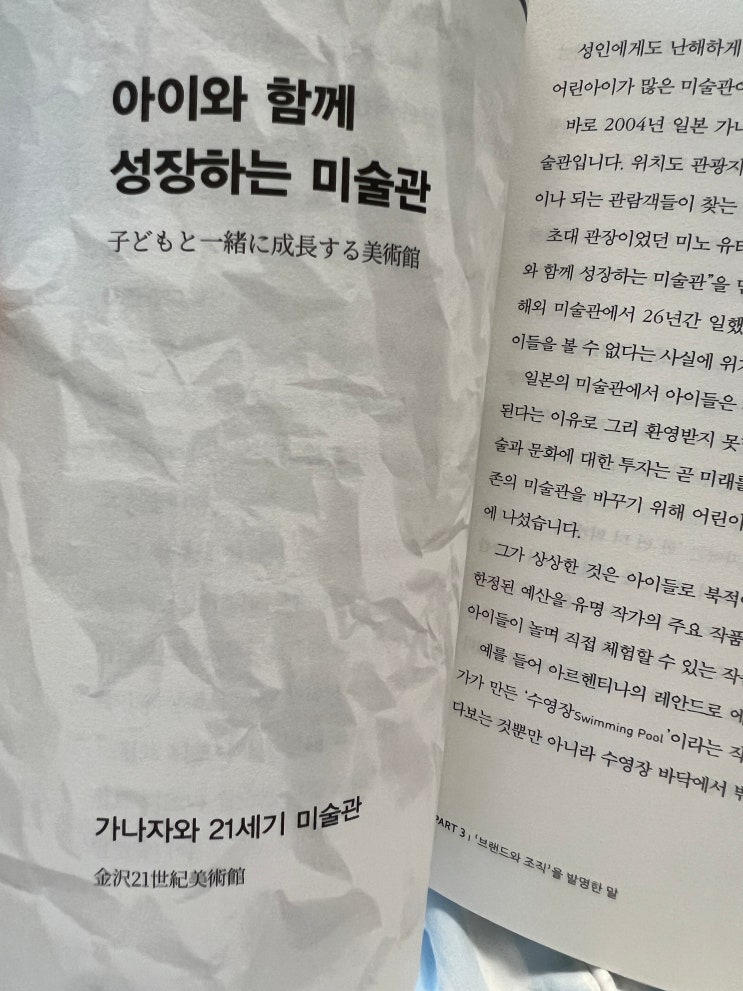 아이와 함께
성장하는 미술관
子どもと一緒に成長する美術館
가나자와 21세기 미술관
金沢21世紀美術館
성인에게도 난해하게
어린아이가 많은 미술관이
바로 2004년 일본 가나
술관입니다. 위치도 관광지
이나 되는 관람객들이 찾는
초대 관장이었던 미노 유타
와 함께 성장하는 미술관”을
해외 미술관에서 26년간 일했
이들을 볼 수 없다는 사실에 위기
일본의 미술관에서 아이들은
된다는 이유로 그리 환영받지 못
술과 문화에 대한 투자는 곧 미래를
존의 미술관을 바꾸기 위해 어린이
에 나섰습니다.
그가 상상한 것은 아이들로 북적
한정된 예산을 유명 작가의 주요 작품
아이들이 놀며 직접 체험할 수 있는 작
예를 들어 아르헨티나의 레안드로 에
가가 만든 ‘수영장Swimming Pool’이라는 작
다보는 것뿐만 아니라 수영장 바닥에서
PART 3 | ‘브랜드와 조직’을 발명한 말